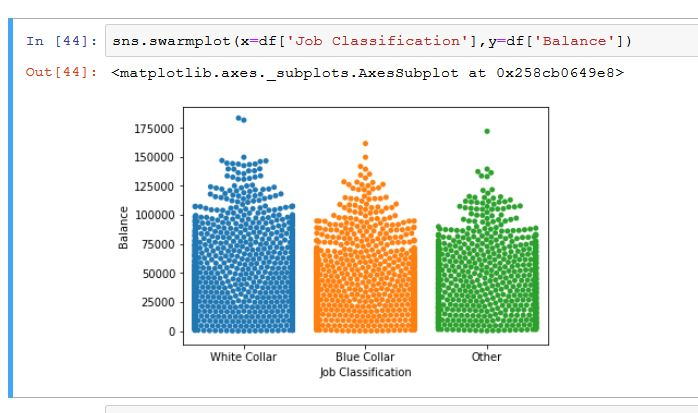 In [44]: sns.swarmplot(x=df['Job Classification'],y=df['Balance'])
Out[44]: <matplotlib.axes._subplots.AxesSubplot at 0x258cb0649e8>
175000
150000
125000
100000
75000
50000
25000
0
Balance
White Collar Blue Collar Other
Job Classification